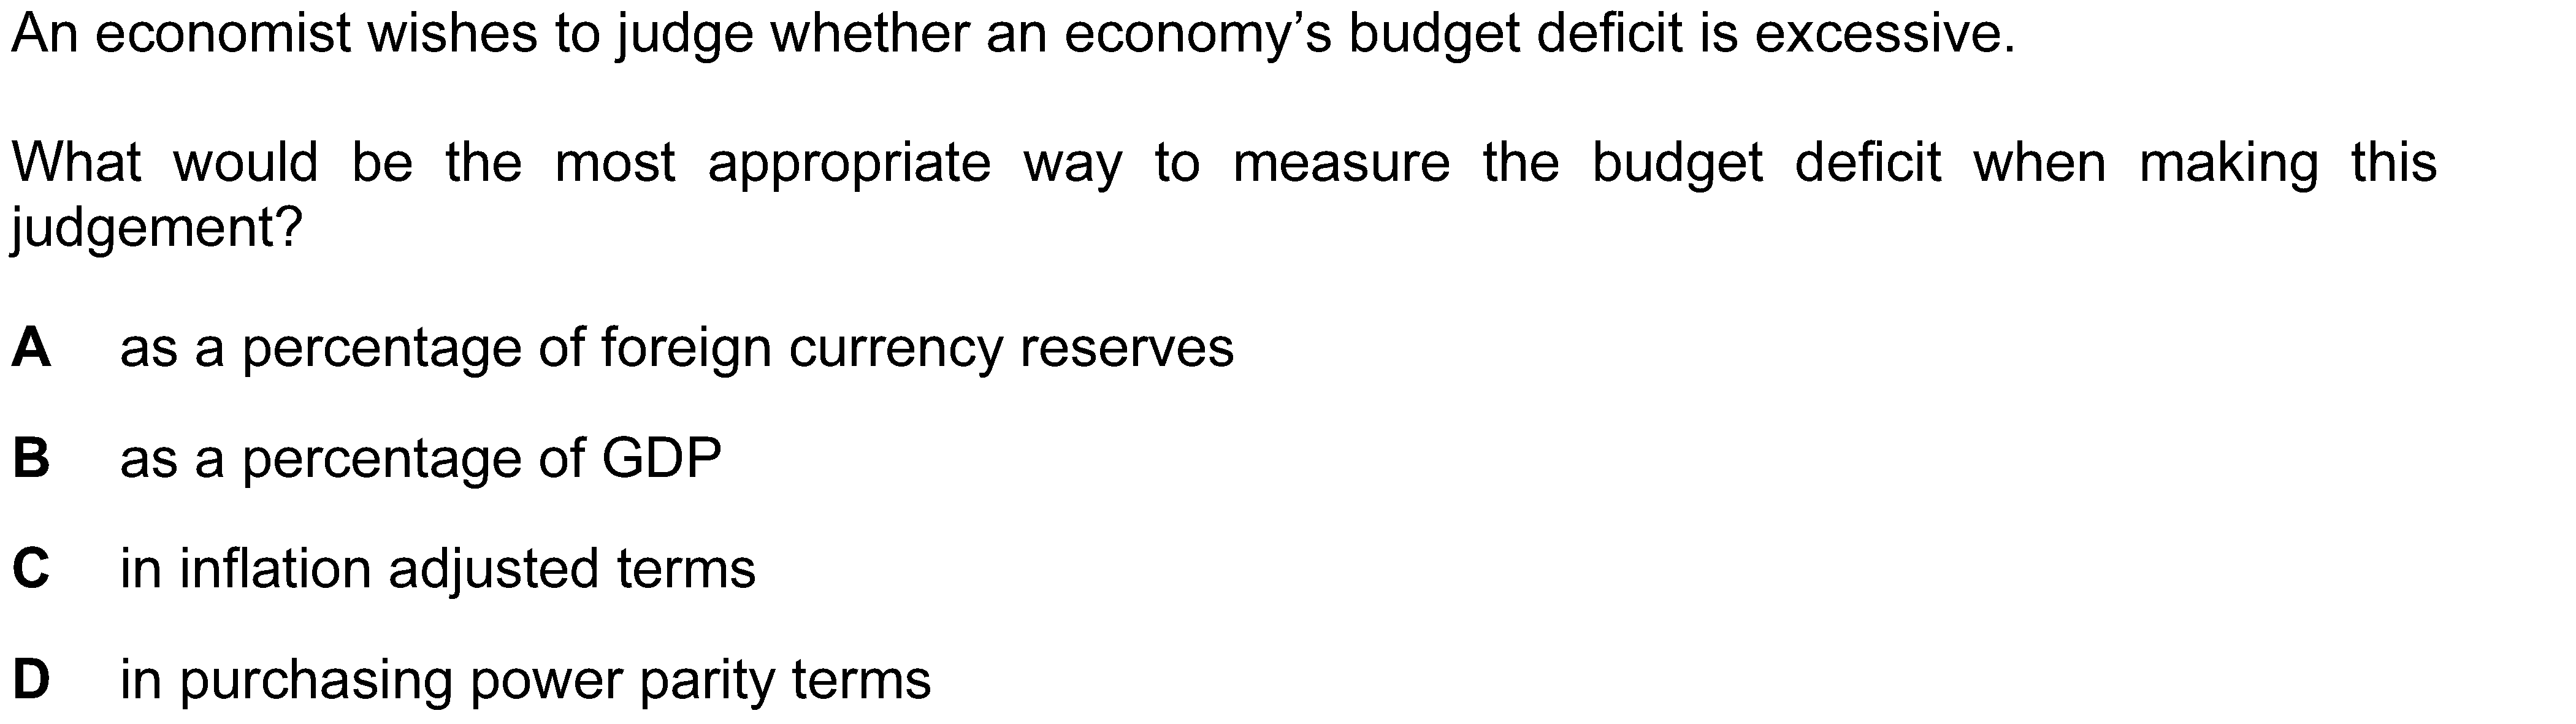 An economist wishes to judge whether an economy’s budget deficit is excessive.
What would be the most appropriate way to measure the budget deficit when making this
judgement?
A as a percentage of foreign currency reserves
B as a percentage of GDP
C in inflation adjusted terms
D in purchasing power parity terms